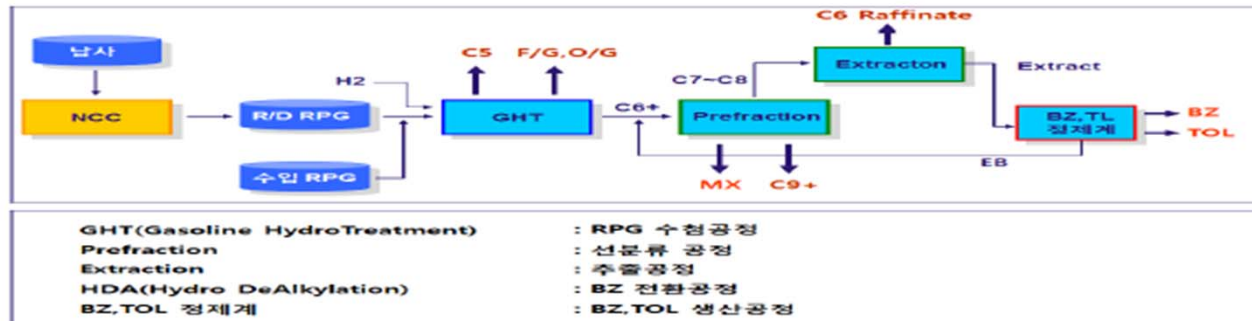 C6 Raffinate
납사
C5 F/G,O/G
Extracton
Extract
H2
C7~C8
NCC
R/D RPG
GHT
C6+
Prefraction
BZ,TL
정제계
BZ
TOL
수입 RPG
EB
MX C9+
GHT(Gasoline HydroTreatment) : RPG 수첨공정
Prefraction : 선분류 공정
Extraction : 추출공정
HDA(Hydro DeAlkylation) : BZ 전환공정
BZ,TOL 정제계 : BZ,TOL 생산공정